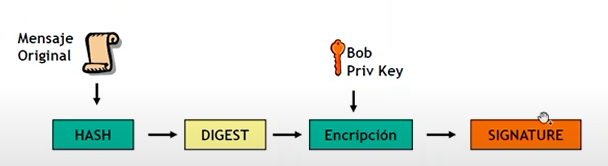 Mensaje
Original
Bob
Priv Key
HASH
DIGEST
Encripción
SIGNATURE